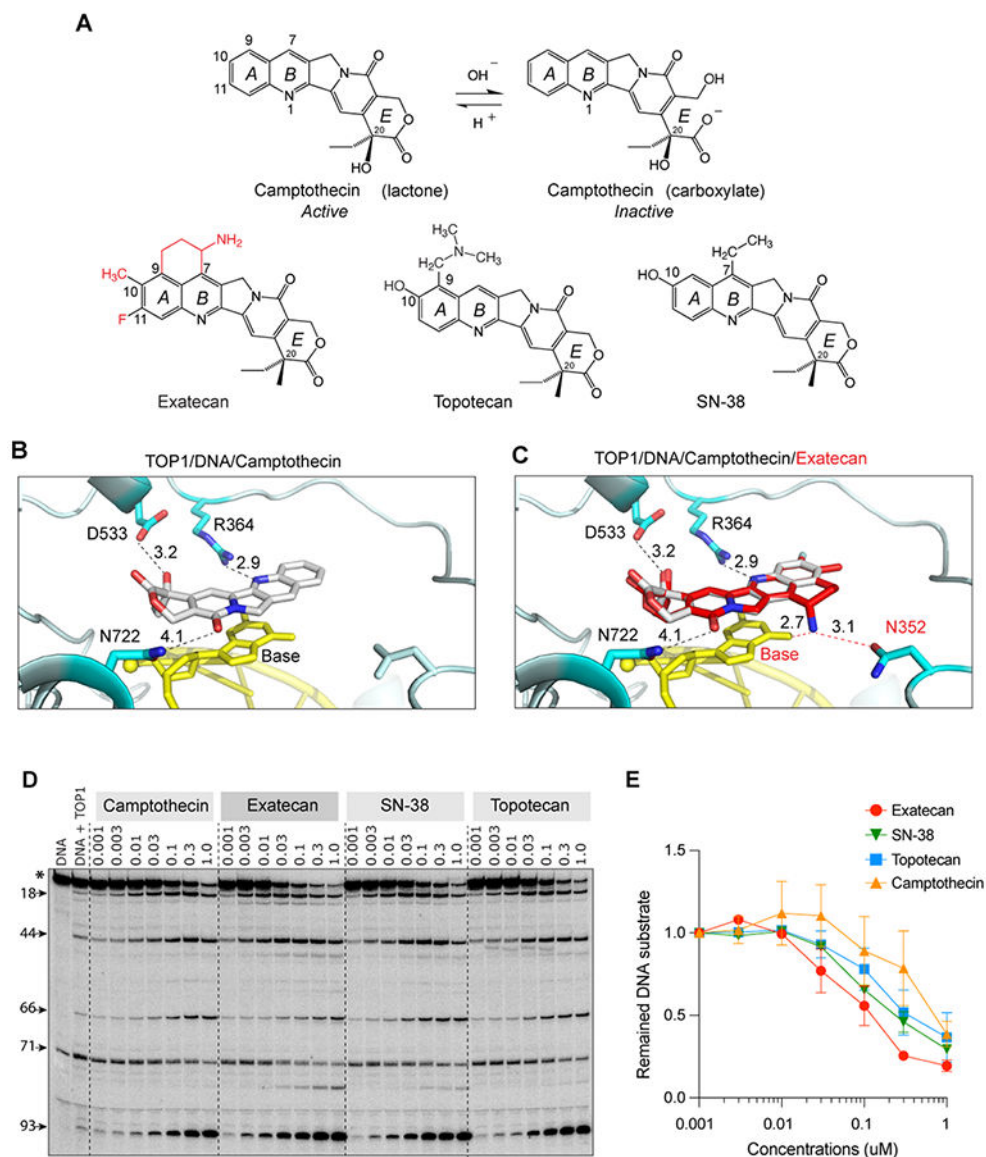 A
9
7
10
11
A
B
N
1
N
O
E
20
O
O
HO
Camptothecin (lactone)
Active
OH⁻
H⁺
A
B
N
1
N
O
OH
E
20
O⁻
O
HO
Camptothecin (carboxylate)
Inactive
NH₂
H₃C
9
7
10
F
11
A
B
N
N
O
E
20
O
O
Exatecan
H₃C
CH₃
N
CH₂
9
HO
10
A
B
N
N
O
E
20
O
O
Topotecan
CH₃
H₂C
7
HO
10
A
B
N
N
O
E
20
O
O
SN-38
B
TOP1/DNA/Camptothecin
D533
R364
3.2
2.9
N722
4.1
Base
C
TOP1/DNA/Camptothecin/Exatecan
D533
R364
3.2
2.9
N722
4.1
2.7
3.1
N352
Base
D
DNA
DNA + TOP1
Camptothecin
Exatecan
SN-38
Topotecan
0.001 0.003 0.01 0.03 0.1 0.3 1.0
0.001 0.003 0.01 0.03 0.1 0.3 1.0
0.001 0.003 0.01 0.03 0.1 0.3 1.0
0.001 0.003 0.01 0.03 0.1 0.3 1.0
*
18
44
66
71
93
E
Exatecan
SN-38
Topotecan
Camptothecin
Remained DNA substrate
1.5
1.0
0.5
0.0
0.001 0.01 0.1 1
Concentrations (uM)